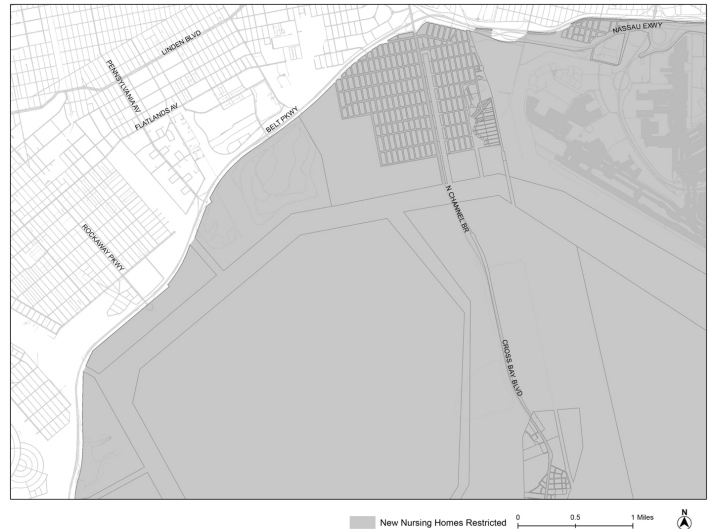 NASSAU EXWY
LINDEN BLVD
PENNSYLVANIA AV
FLATLANDS AV
BELT PKWY
N CHANNEL BR
ROCKAWAY PKWY
CROSS BAY BLVD
New Nursing Homes Restricted
0 0.5 1 Miles
N